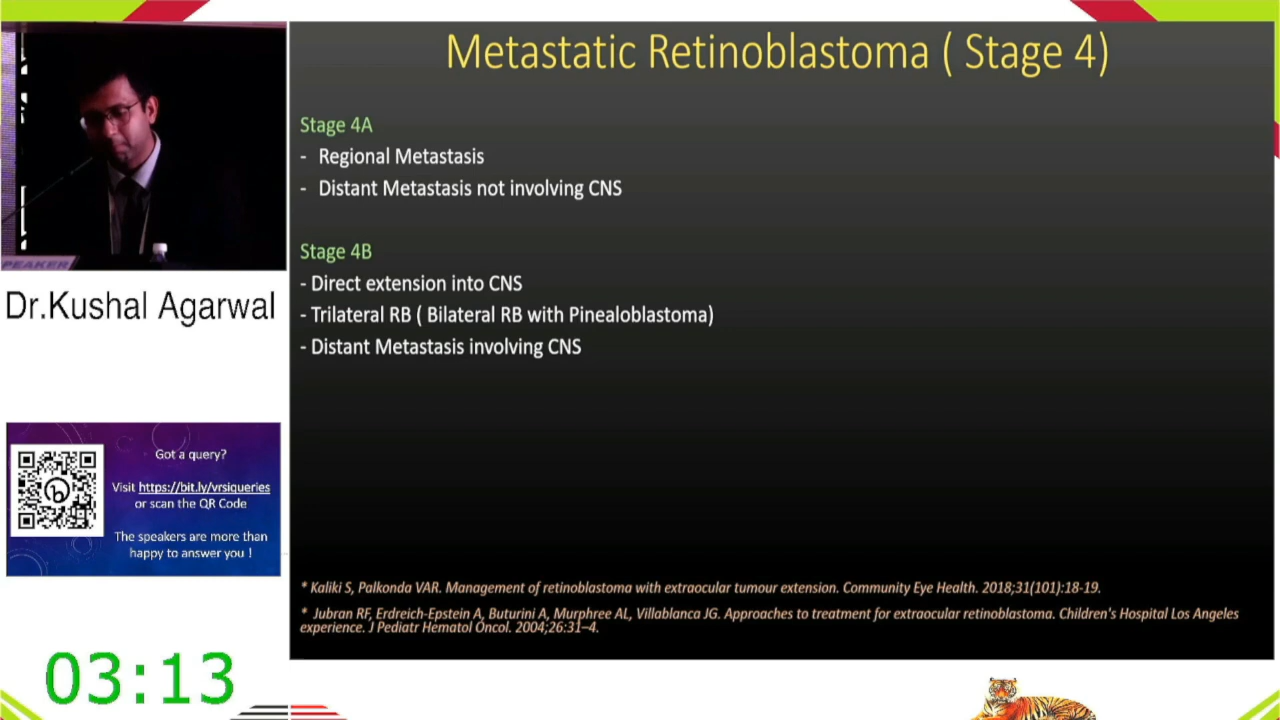 Metastatic Retinoblastoma ( Stage 4)
Stage 4A
- Regional Metastasis
- Distant Metastasis not involving CNS
Stage 4B
- Direct extension into CNS
- Trilateral RB ( Bilateral RB with Pinealoblastoma)
- Distant Metastasis involving CNS
* Kaliki S, Palkonda VAR. Management of retinoblastoma with extraocular tumour extension. Community Eye Health. 2018;31(101):18-19.
* Jubran RF, Erdreich-Epstein A, Buturini A, Murphree AL, Villablanca JG. Approaches to treatment for extraocular retinoblastoma. Children's Hospital Los Angeles
experience. J Pediatr Hematol Oncol. 2004;26:31–4.
PEAKER
Dr.Kushal Agarwal
Got a query?
Visit https://bit.ly/vrsiqueries
or scan the QR Code
The speakers are more than
happy to answer you !
03:13